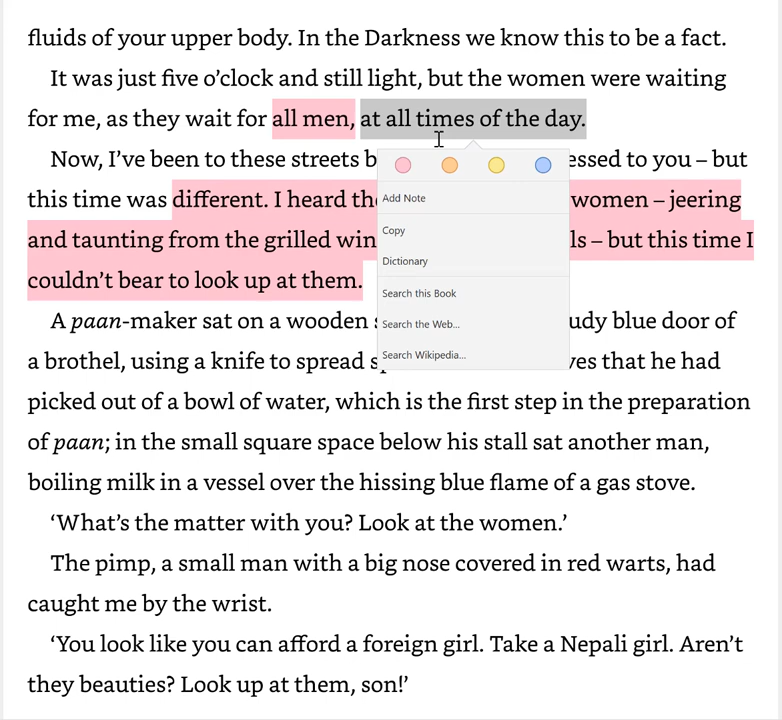 fluids of your upper body. In the Darkness we know this to be a fact.
It was just five o’clock and still light, but the women were waiting
for me, as they wait for all men, at all times of the day.
Now, I’ve been to these streets b
essed to you – but
this time was different. I heard th
women – jeering
and taunting from the grilled win
ls – but this time I
couldn’t bear to look up at them.
Add Note
Copy
Dictionary
Search this Book
Search the Web...
Search Wikipedia...
A paan-maker sat on a wooden s
udy blue door of
a brothel, using a knife to spread s
ves that he had
picked out of a bowl of water, which is the first step in the preparation
of paan; in the small square space below his stall sat another man,
boiling milk in a vessel over the hissing blue flame of a gas stove.
‘What’s the matter with you? Look at the women.’
The pimp, a small man with a big nose covered in red warts, had
caught me by the wrist.
‘You look like you can afford a foreign girl. Take a Nepali girl. Aren’t
they beauties? Look up at them, son!’